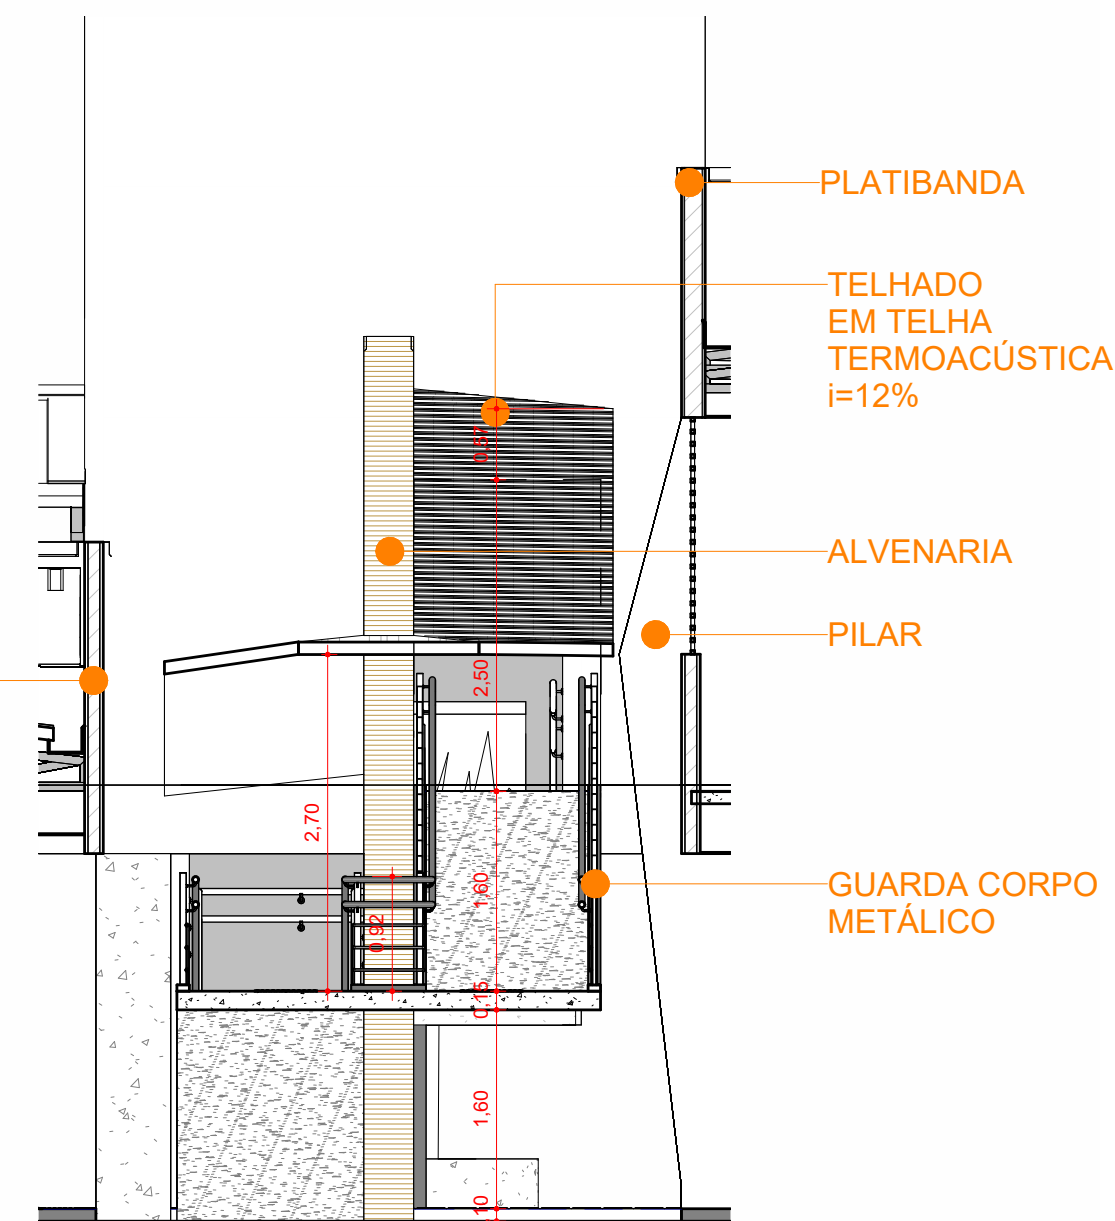 PLATIBANDA
TELHADO
EM TELHA
TERMOACÚSTICA
i=12%
0,57
ALVENARIA
PILAR
2,50
2,70
GUARDA CORPO
METÁLICO
1,60
0,92
0,15
1,60
10